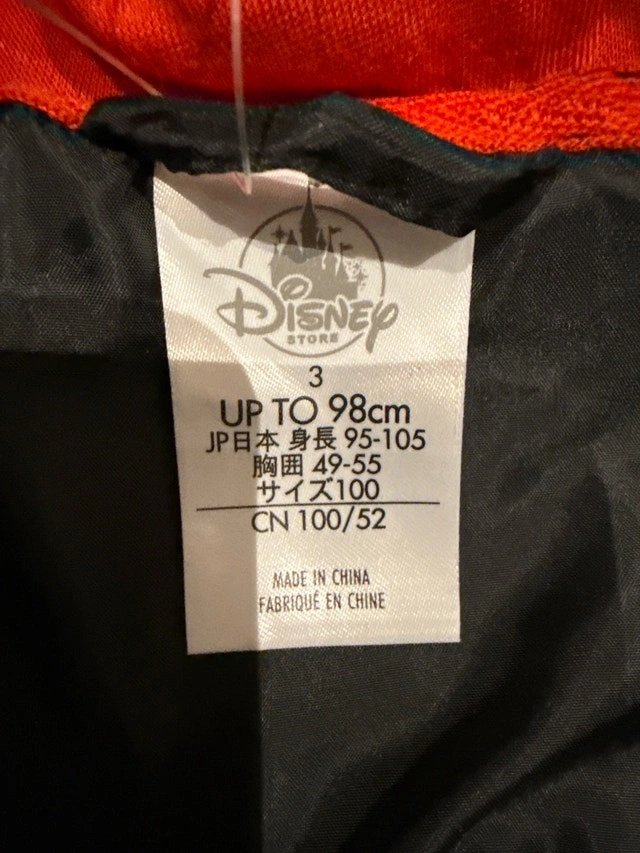 Disney
STORE
3
UP TO 98cm
JP日本 身長 95-105
胸囲 49-55
サイズ100
CN 100/52
MADE IN CHINA
FABRIQUÉ EN CHINE